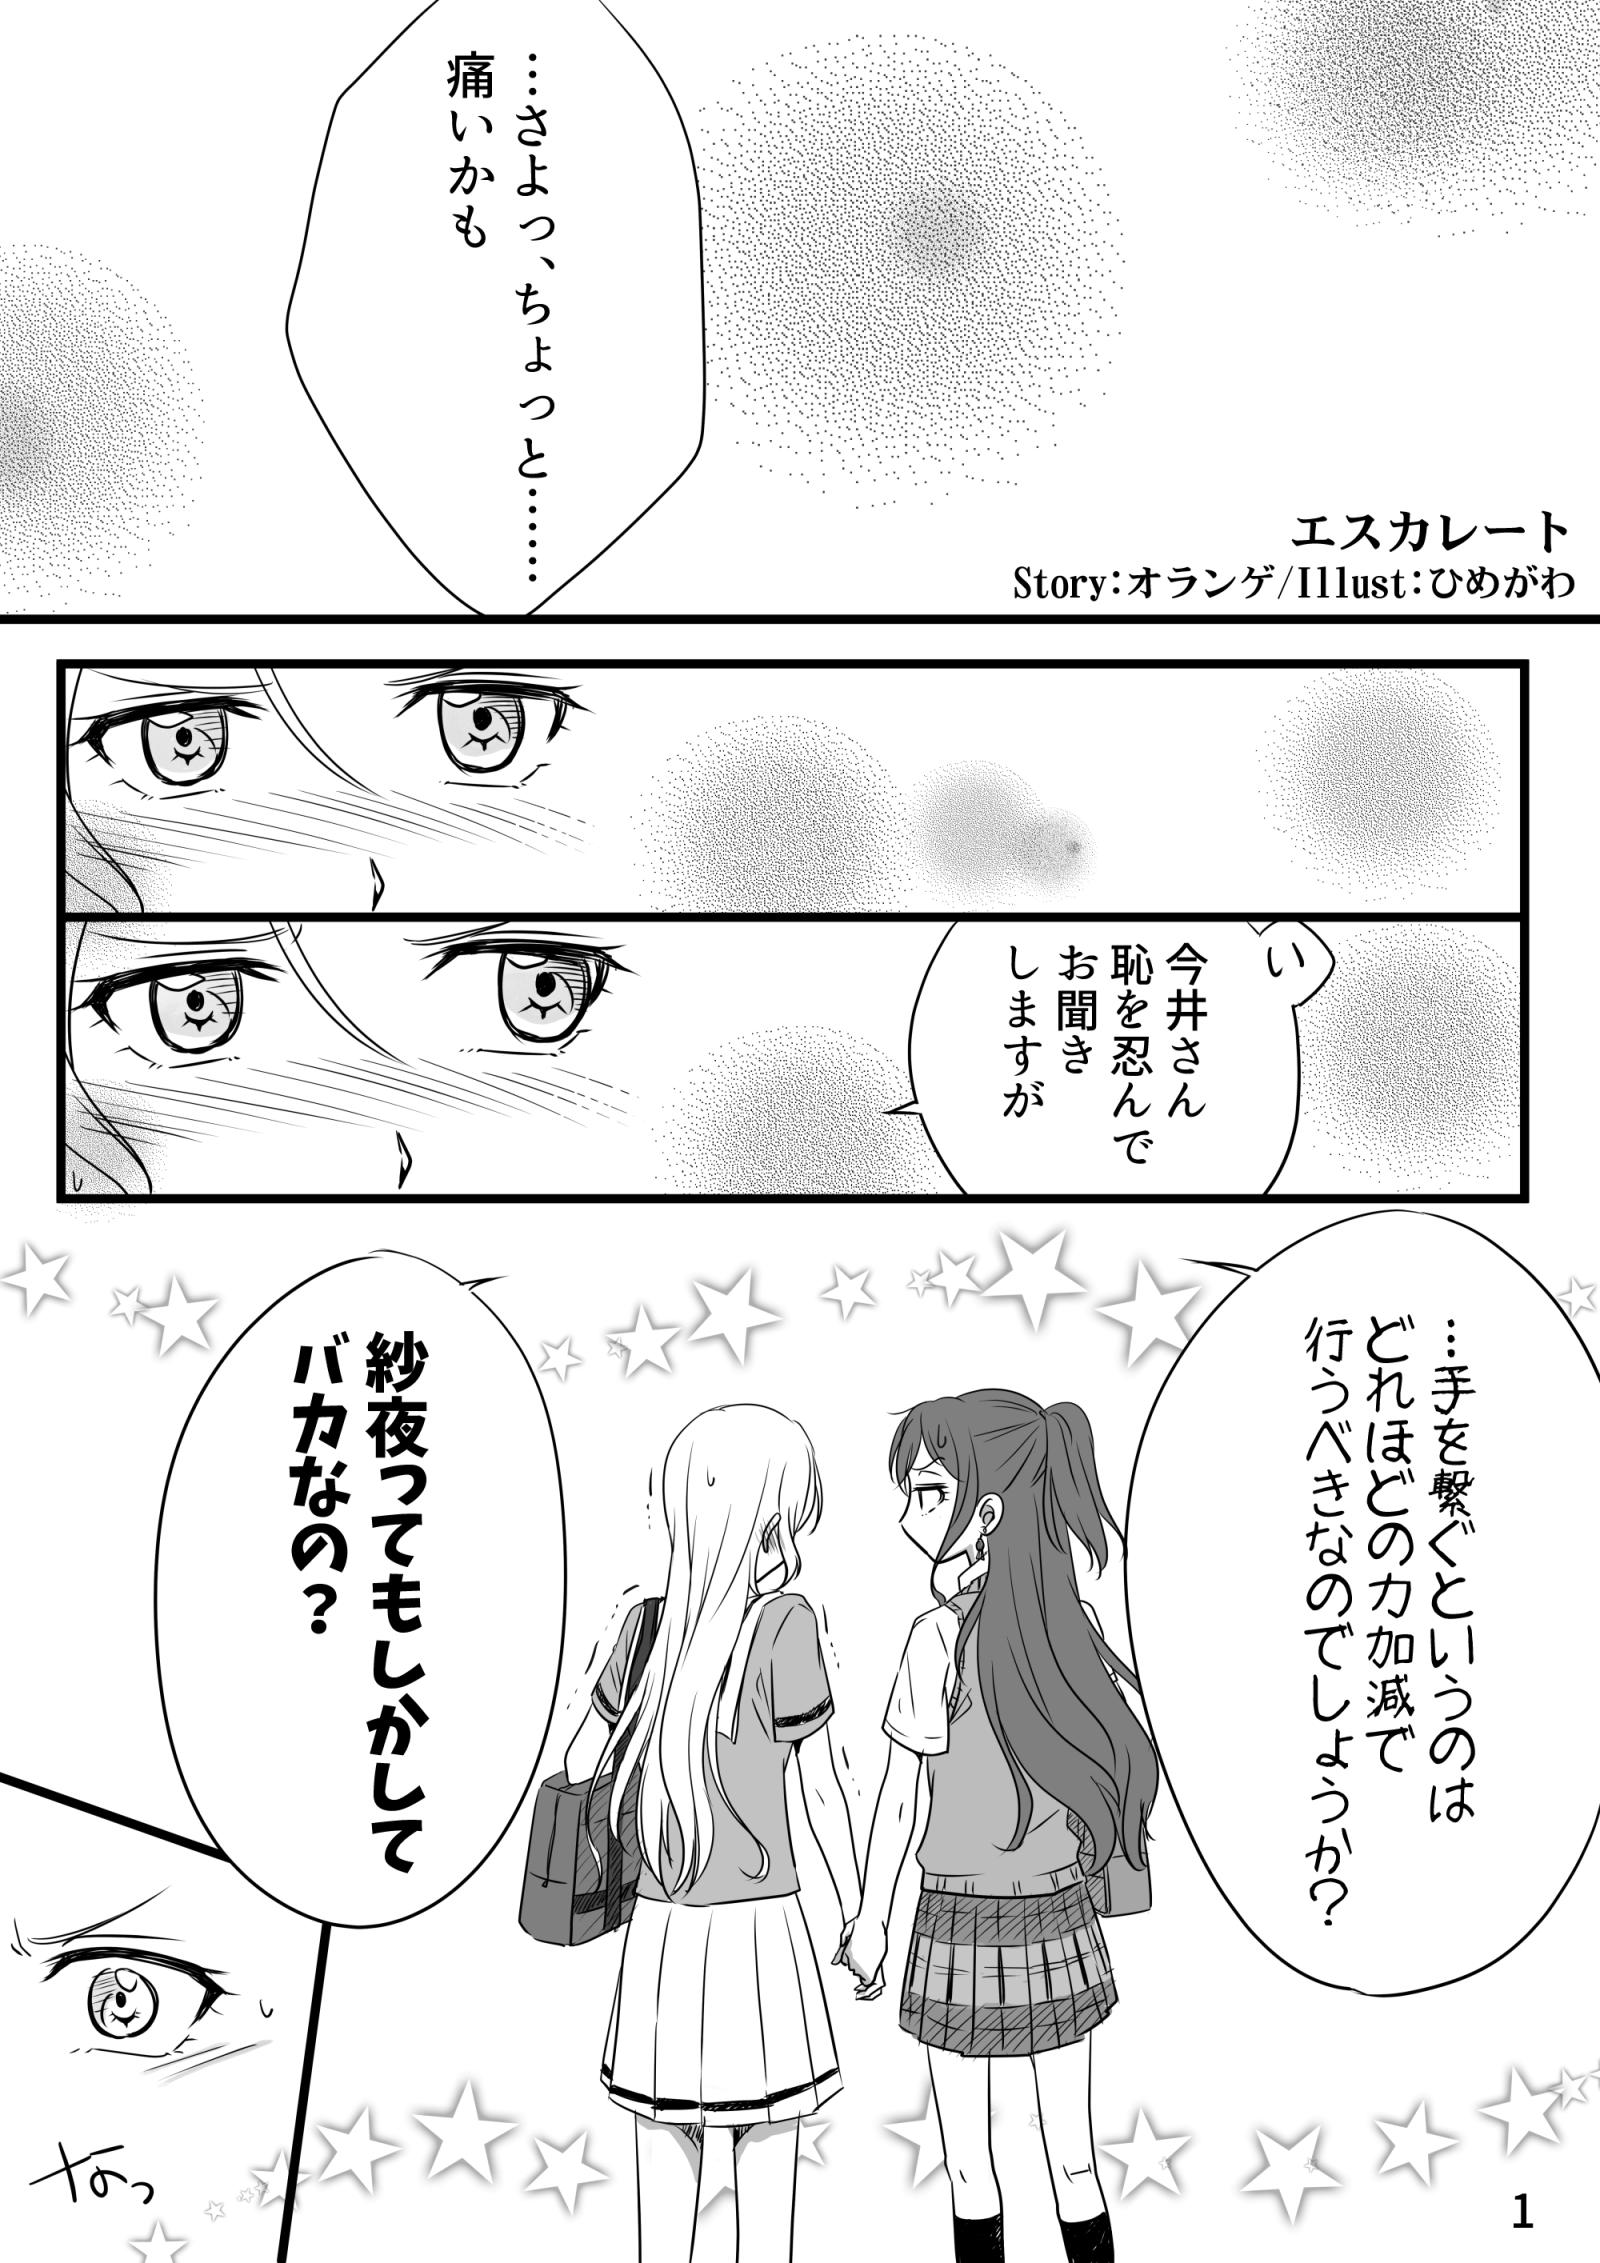 …さよっ、ちょっと……
痛いかも
エスカレート
Story:オランゲ/Illust:ひめがわ
い
今井さん
恥を忍んで
お聞き
しますが
…手を繋ぐというのは
どれほどの力加減で
行うべきなのでしょうか?
紗夜ってもしかして
バカなの?
なっ
1